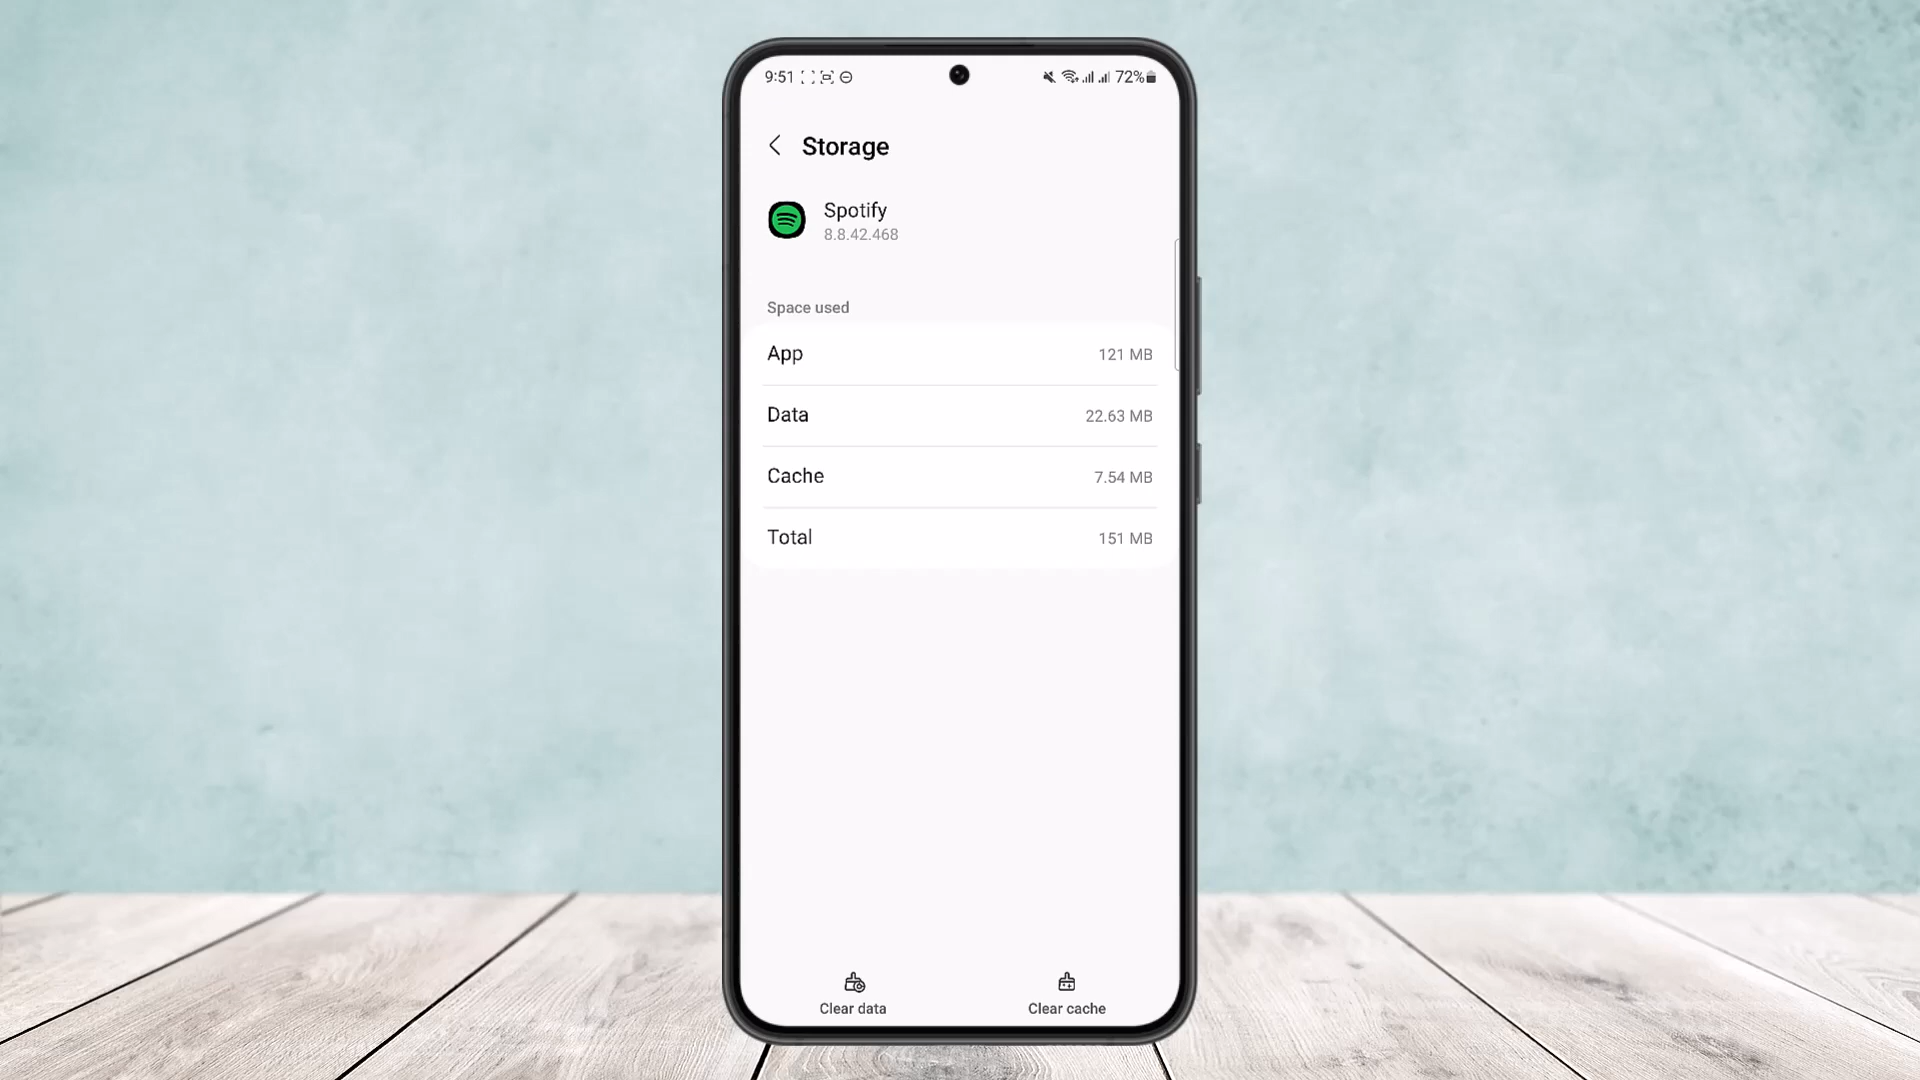 9:51 72%
Storage
Spotify
8.8.42.468
Space used
App 121 MB
Data 22.63 MB
Cache 7.54 MB
Total 151 MB
Clear data Clear cache